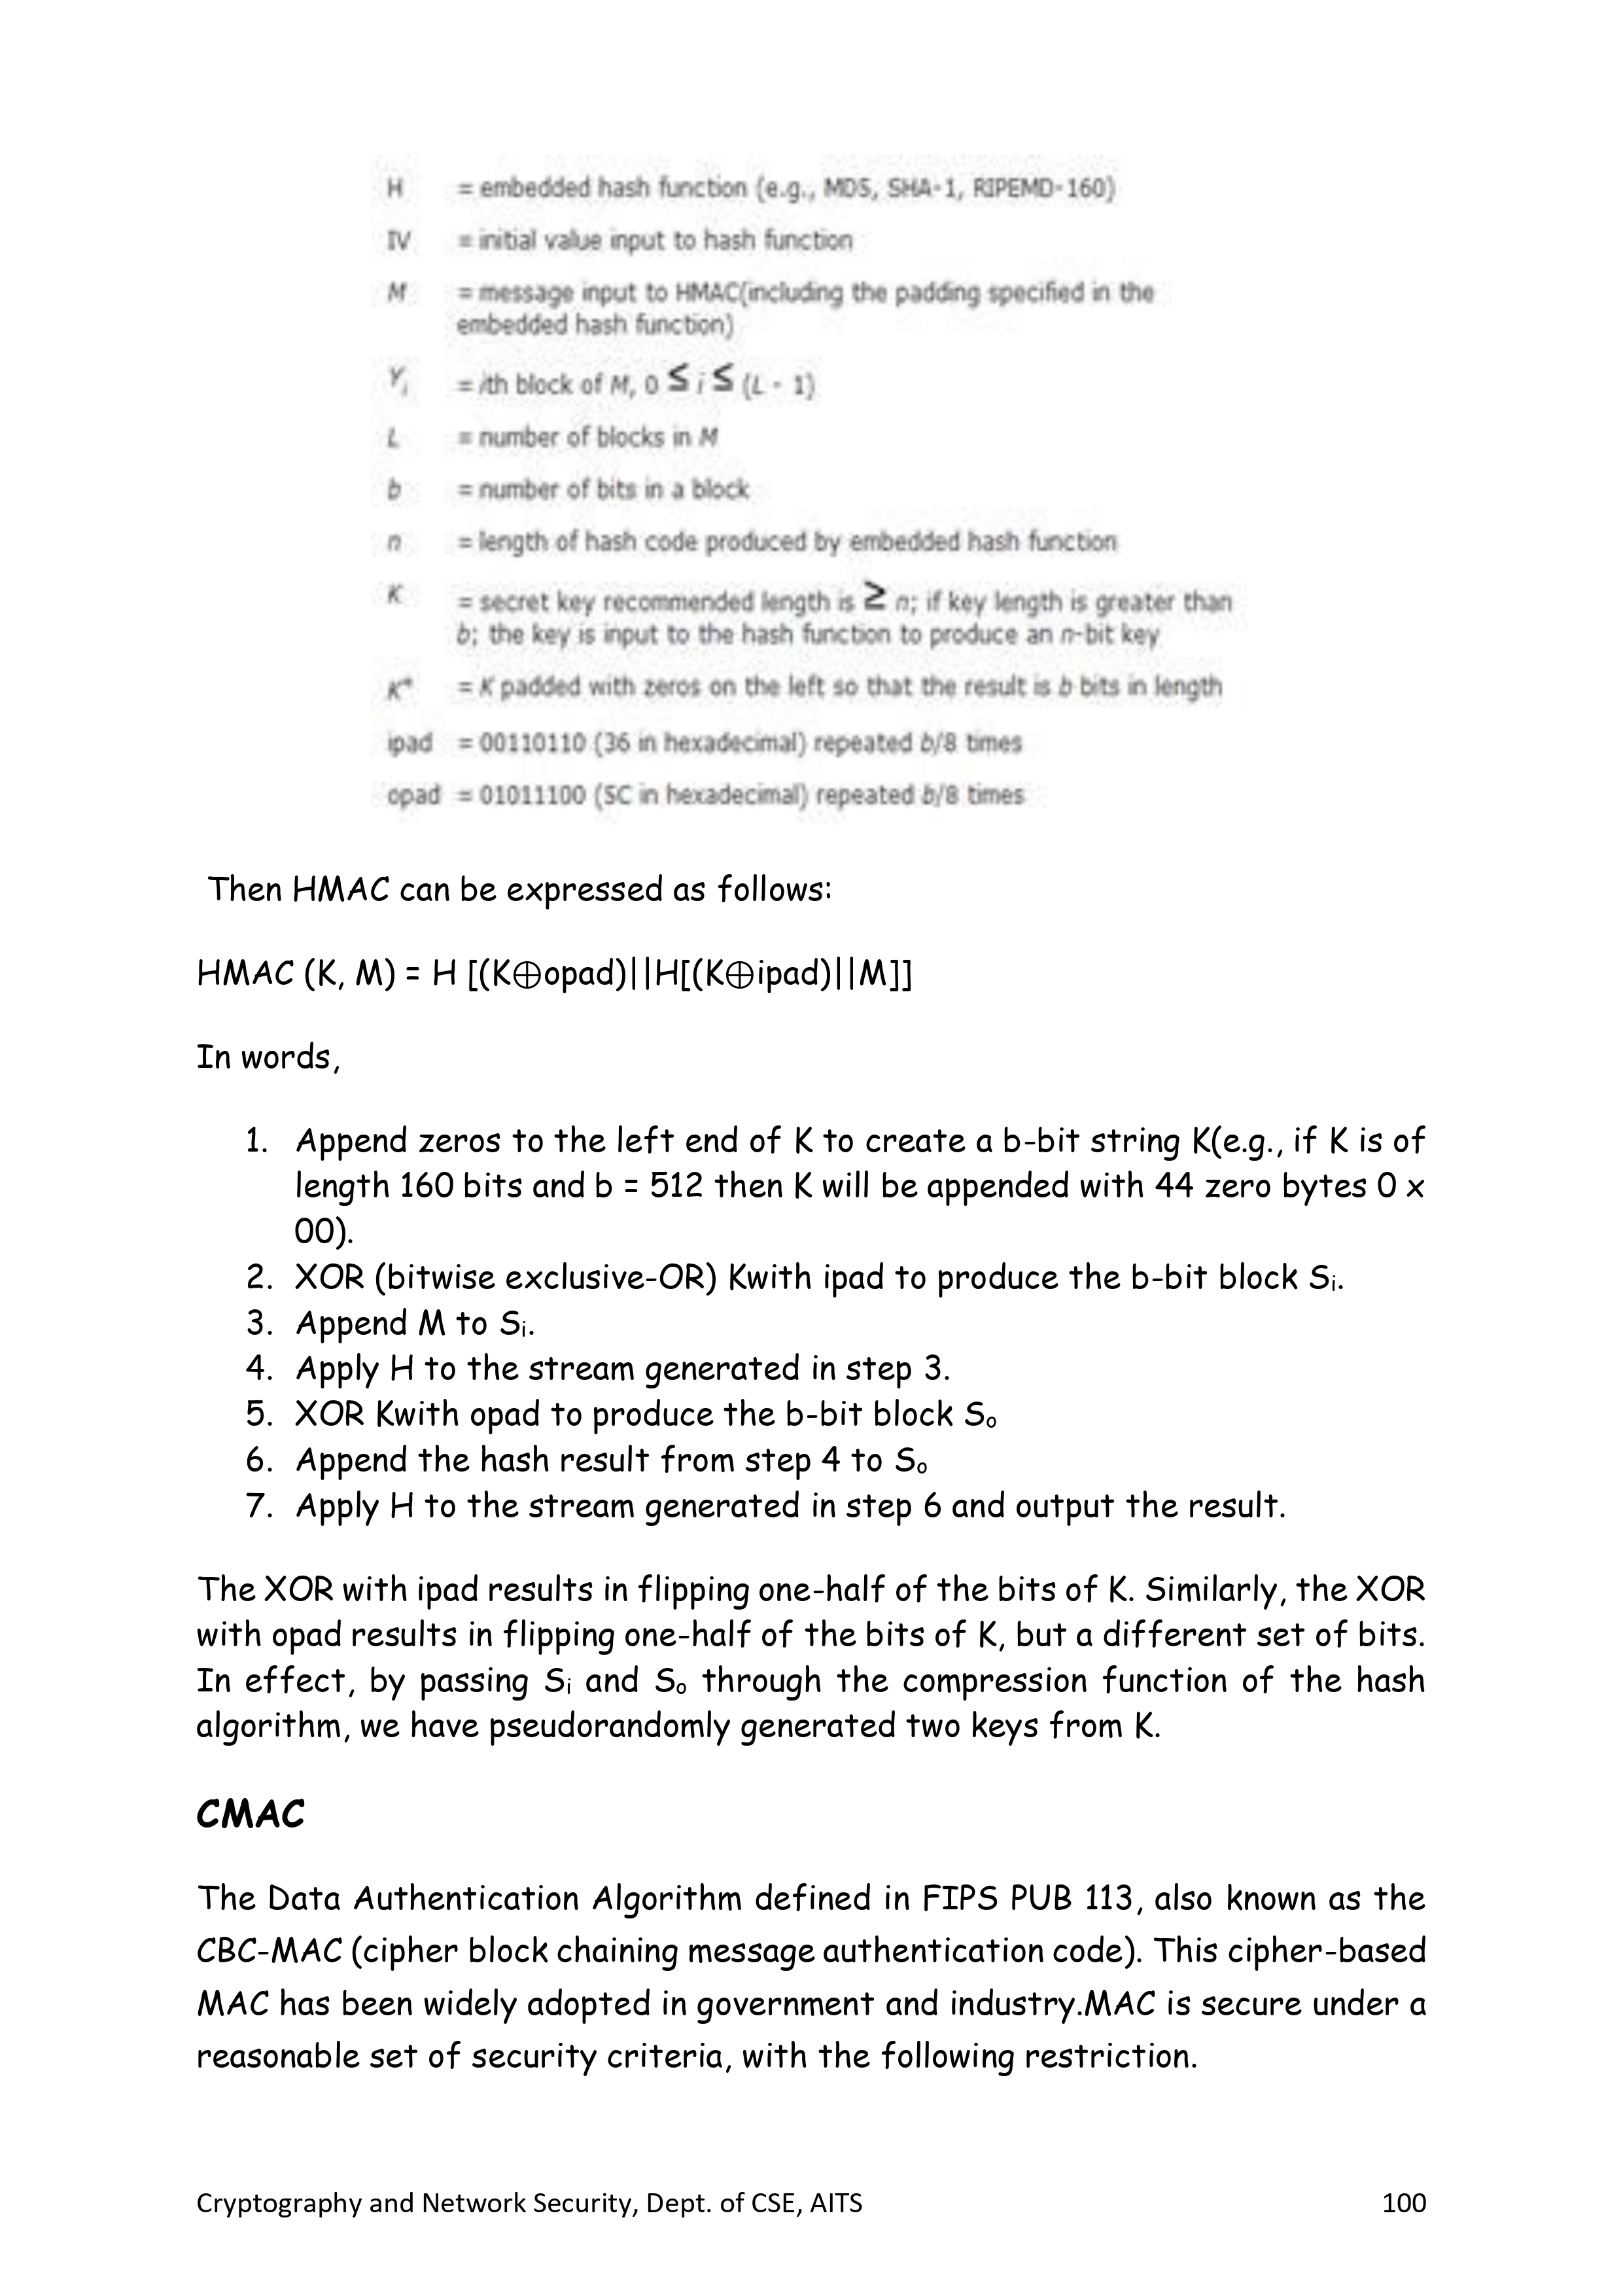 H = embedded hash function (e.g., MD5, SHA-1, RIPEMD-160)
IV = initial value input to hash function
M = message input to HMAC(including the padding specified in the
embedded hash function)
Yi = ith block of M, 0 ≤ i ≤ (L - 1)
L = number of blocks in M
b = number of bits in a block
n = length of hash code produced by embedded hash function
K = secret key recommended length is ≥ n; if key length is greater than
b; the key is input to the hash function to produce an n-bit key
K+ = K padded with zeros on the left so that the result is b bits in length
ipad = 00110110 (36 in hexadecimal) repeated b/8 times
opad = 01011100 (5C in hexadecimal) repeated b/8 times
Then HMAC can be expressed as follows:
HMAC (K, M) = H [(K⊕opad)||H[(K⊕ipad)||M]]
In words,
1. Append zeros to the left end of K to create a b-bit string K(e.g., if K is of
length 160 bits and b = 512 then K will be appended with 44 zero bytes 0 x
00).
2. XOR (bitwise exclusive-OR) Kwith ipad to produce the b-bit block Si.
3. Append M to Si.
4. Apply H to the stream generated in step 3.
5. XOR Kwith opad to produce the b-bit block So
6. Append the hash result from step 4 to So
7. Apply H to the stream generated in step 6 and output the result.
The XOR with ipad results in flipping one-half of the bits of K. Similarly, the XOR
with opad results in flipping one-half of the bits of K, but a different set of bits.
In effect, by passing Si and So through the compression function of the hash
algorithm, we have pseudorandomly generated two keys from K.
CMAC
The Data Authentication Algorithm defined in FIPS PUB 113, also known as the
CBC-MAC (cipher block chaining message authentication code). This cipher-based
MAC has been widely adopted in government and industry.MAC is secure under a
reasonable set of security criteria, with the following restriction.
Cryptography and Network Security, Dept. of CSE, AITS 100